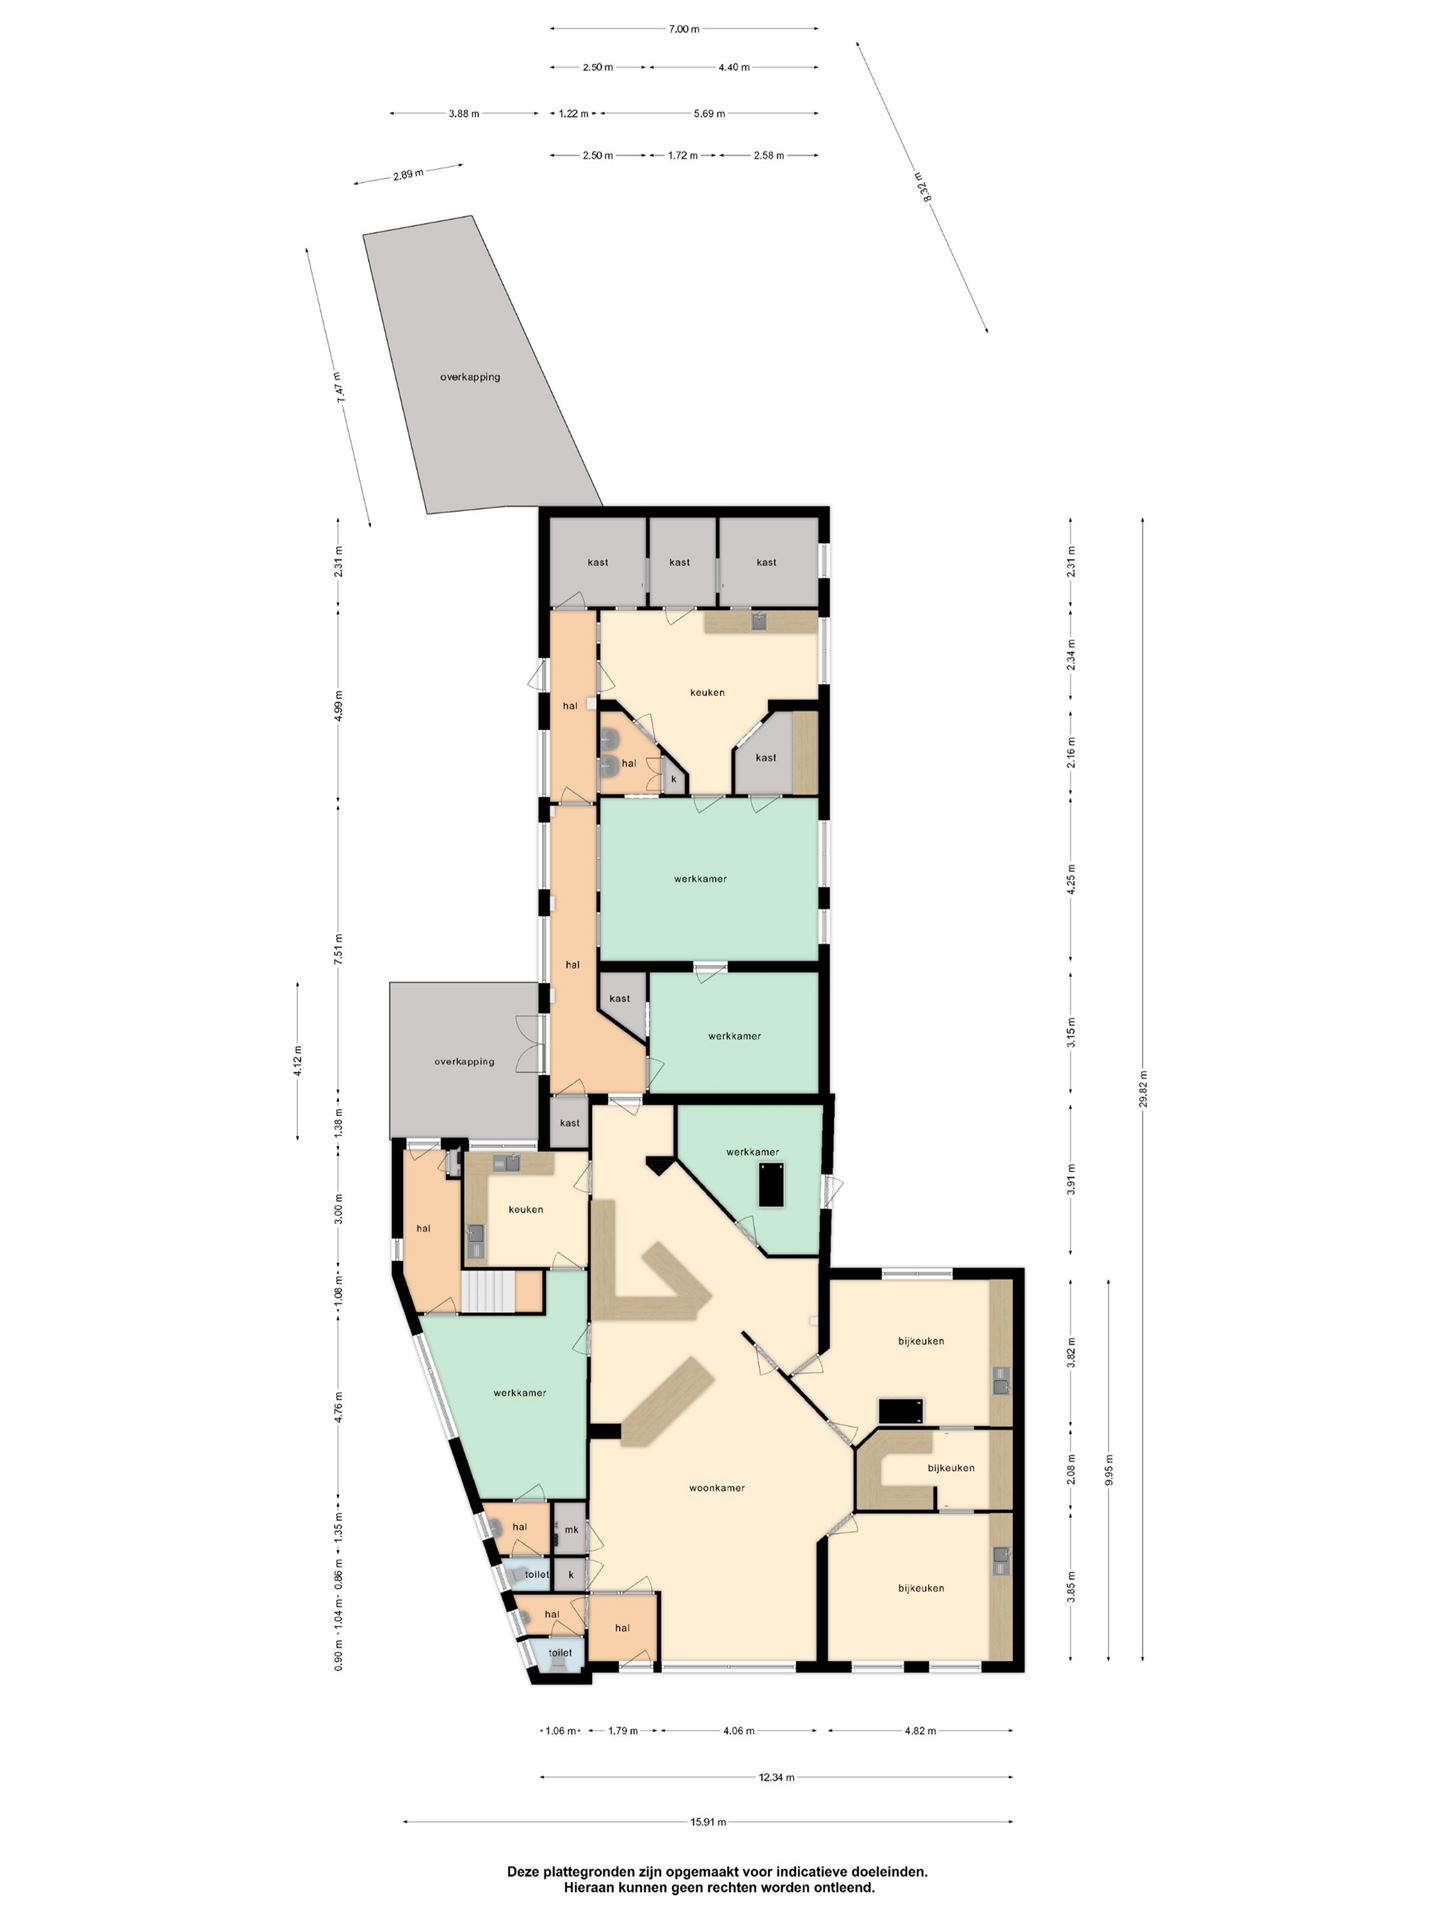 7.00 m
2.50 m
4.40 m
3.88 m
1.22 m
5.69 m
2.50 m
1.72 m
2.58 m
2.89 m
8.32 m
7.47 m
overkapping
2.31 m
kast
kast
kast
2.31 m
4.99 m
hal
keuken
2.34 m
hal
k
kast
2.16 m
29.82 m
7.51 m
werkkamer
4.25 m
hal
kast
werkkamer
3.15 m
4.12 m
overkapping
1.38 m
kast
werkkamer
3.91 m
3.00 m
hal
keuken
1.08 m
4.76 m
werkkamer
bijkeuken
3.82 m
9.95 m
woonkamer
bijkeuken
2.08 m
1.35 m
hal
mk
0.86 m
toilet
k
bijkeuken
3.85 m
1.04 m
hal
hal
0.90 m
toilet
1.06 m
1.79 m
4.06 m
4.82 m
12.34 m
15.91 m
Deze plattegronden zijn opgemaakt voor indicatieve doeleinden.
Hieraan kunnen geen rechten worden ontleend.